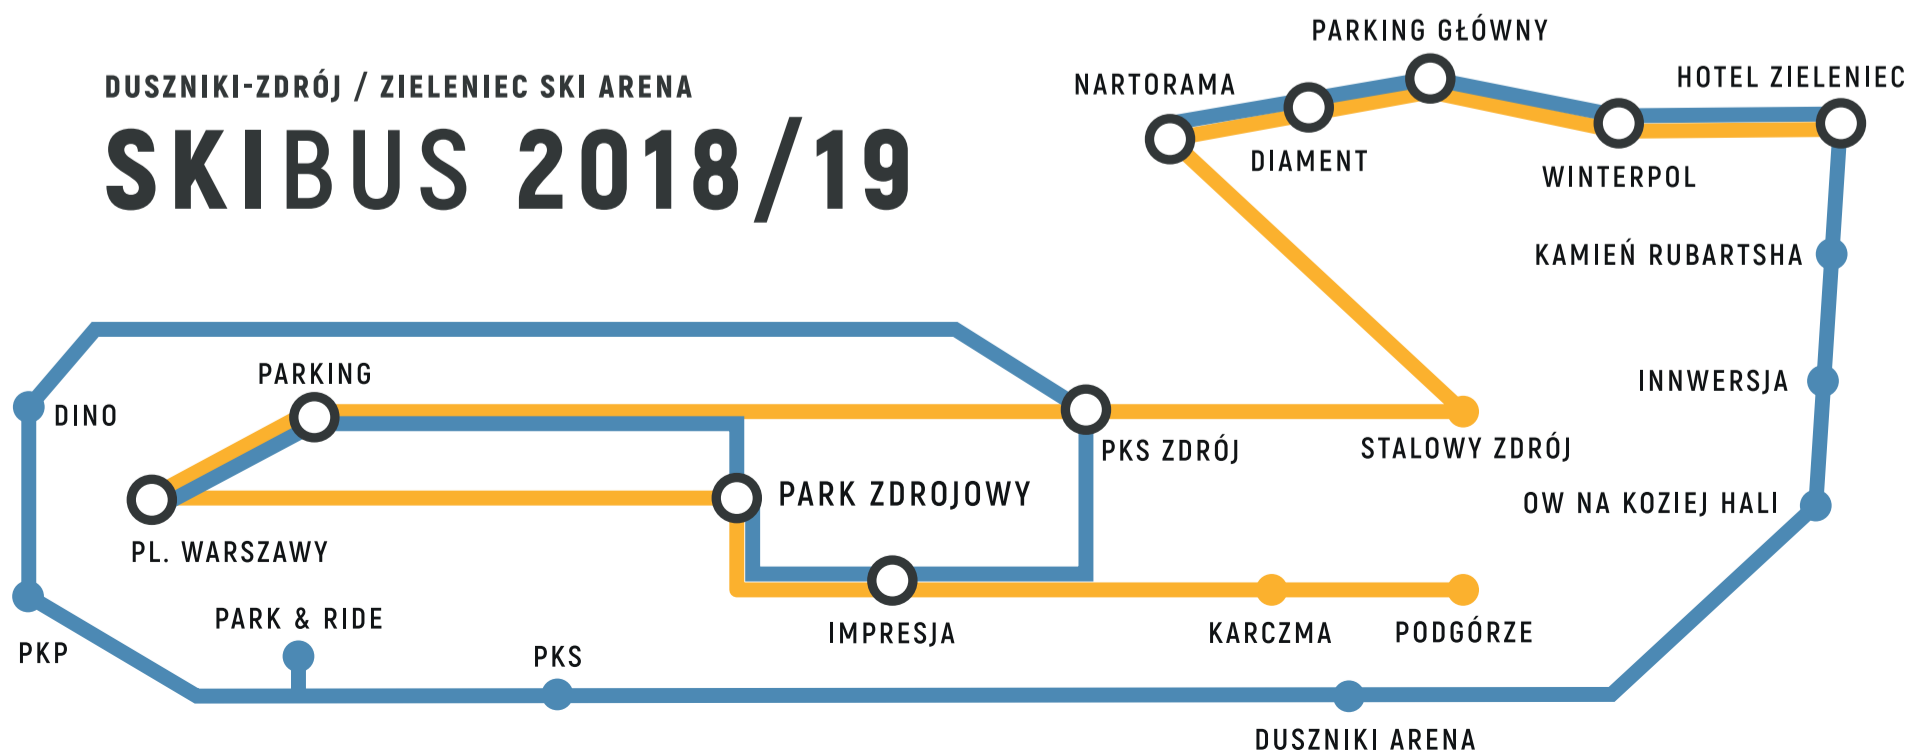 DUSZNIKI-ZDRÓJ / ZIELENIEC SKI ARENA
SKIBUS 2018/19
PARKING GŁÓWNY
NARTORAMA
HOTEL ZIELENIEC
DIAMENT
WINTERPOL
KAMIEŃ RUBARTSHA
INNWERSJA
PARKING
DINO
PKS ZDRÓJ
STALOWY ZDRÓJ
PARK ZDROJOWY
OW NA KOZIEJ HALI
PL. WARSZAWY
PARK & RIDE
IMPRESJA
KARCZMA
PODGÓRZE
PKP
PKS
DUSZNIKI ARENA